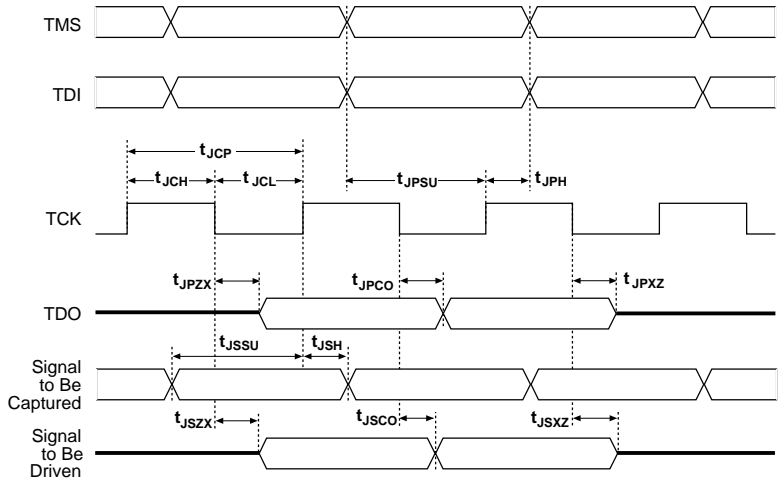 TMS
TDI
tJCP
tJCH
tJCL
tJPSU
tJPH
TCK
tJPZX
tJPCO
tJPXZ
TDO
tJSSU
tJSH
Signal
to Be
Captured
tJSZX
tJSCO
tJSXZ
Signal
to Be
Driven